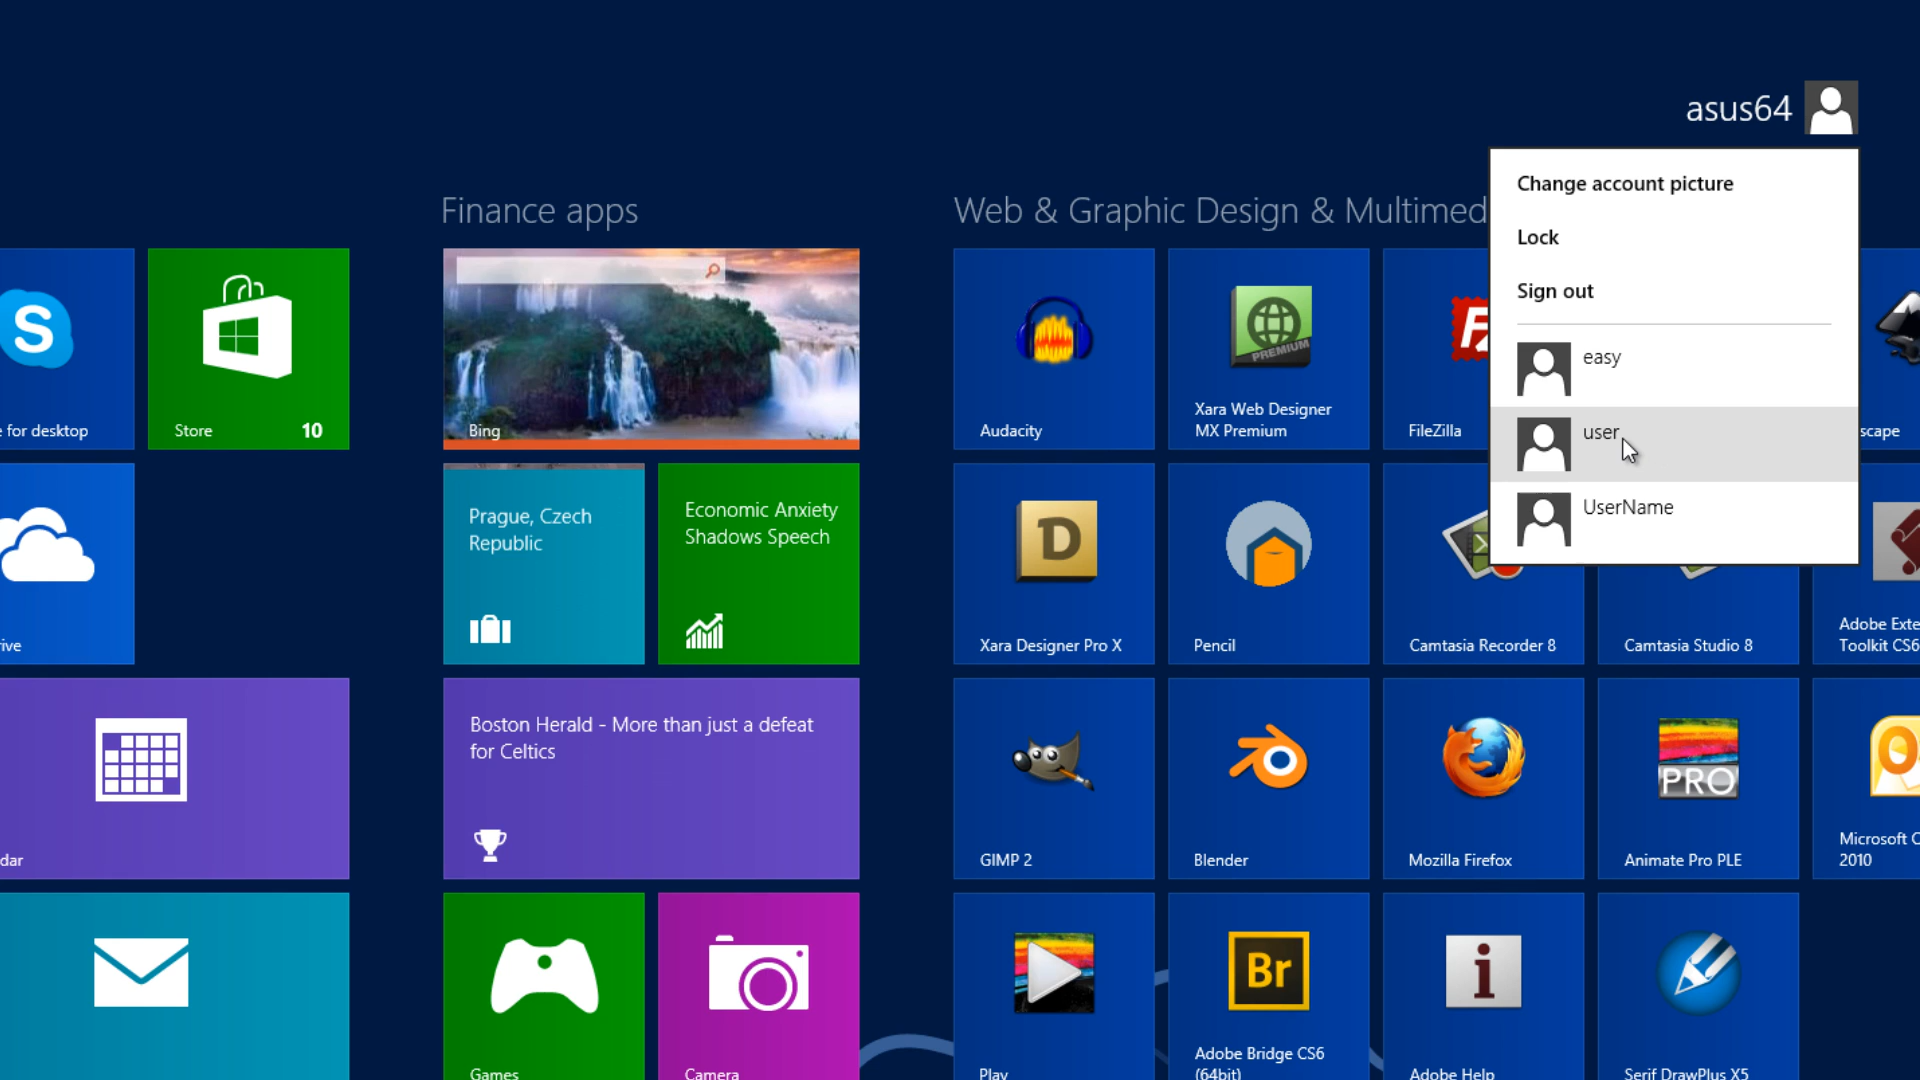 asus64
Change account picture
Lock
Sign out
easy
user
UserName
Finance apps
Web & Graphic Design & Multimed
S
e for desktop
Store
10
Bing
Audacity
PREMIUM
Xara Web Designer
MX Premium
FileZilla
scape
rive
Prague, Czech
Republic
Economic Anxiety
Shadows Speech
D
Xara Designer Pro X
Pencil
Camtasia Recorder 8
Camtasia Studio 8
Adobe Exte
Toolkit CS6
dar
Boston Herald - More than just a defeat
for Celtics
GIMP 2
Blender
Mozilla Firefox
PRO
Animate Pro PLE
Microsoft O
2010
Games
Camera
Play
Br
Adobe Bridge CS6
(64bit)
i
Adobe Help
Serif DrawPlus X5